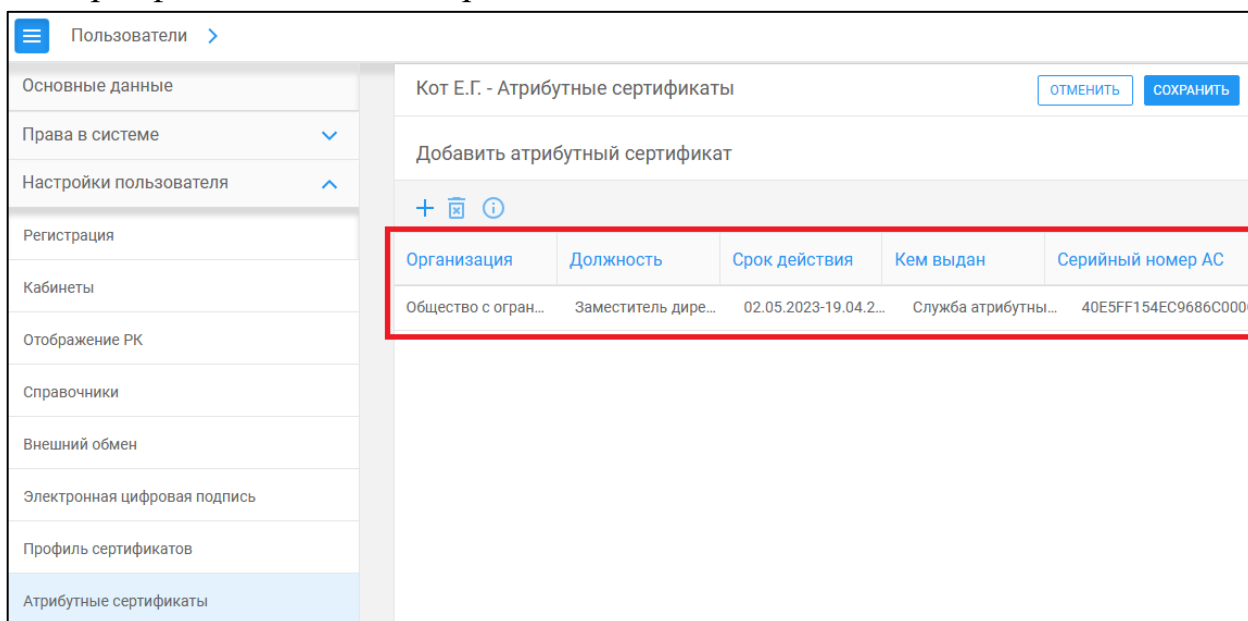 Пользователи
Основные данные
Права в системе
Настройки пользователя
Регистрация
Кабинеты
Отображение РК
Справочники
Внешний обмен
Электронная цифровая подпись
Профиль сертификатов
Атрибутные сертификаты
Кот Е.Г. - Атрибутные сертификаты
ОТМЕНИТЬ СОХРАНИТЬ
Добавить атрибутный сертификат
Организация Должность Срок действия Кем выдан Серийный номер АС
Общество с огран... Заместитель дире... 02.05.2023-19.04.2... Служба атрибутны... 40E5FF154EC9686C000